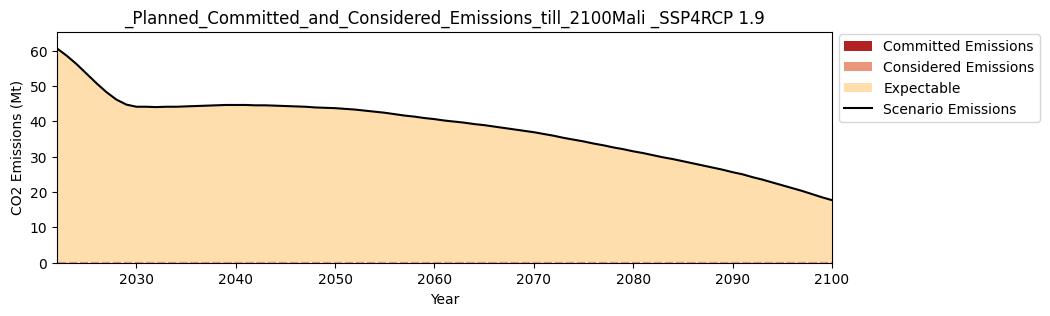 _Planned_Committed_and_Considered_Emissions_till_2100Mali _SSP4RCP 1.9
CO2 Emissions (Mt)
60
50
40
30
20
10
0
2030 2040 2050 2060 2070 2080 2090 2100
Year
Committed Emissions
Considered Emissions
Expectable
Scenario Emissions